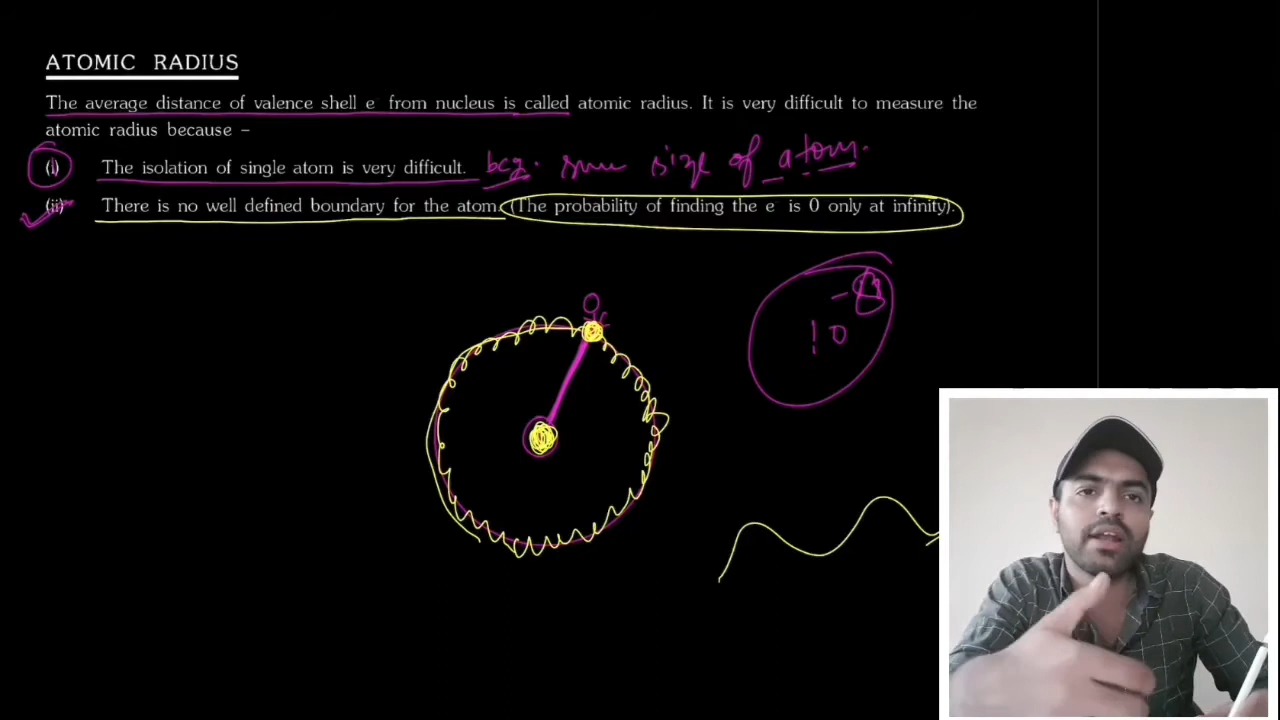 ATOMIC RADIUS
The average distance of valence shell e from nucleus is called atomic radius. It is very difficult to measure the
atomic radius because –
(i) The isolation of single atom is very difficult. bcz. size of atom.
(ii) There is no well defined boundary for the atom. (The probability of finding the e is 0 only at infinity).
10